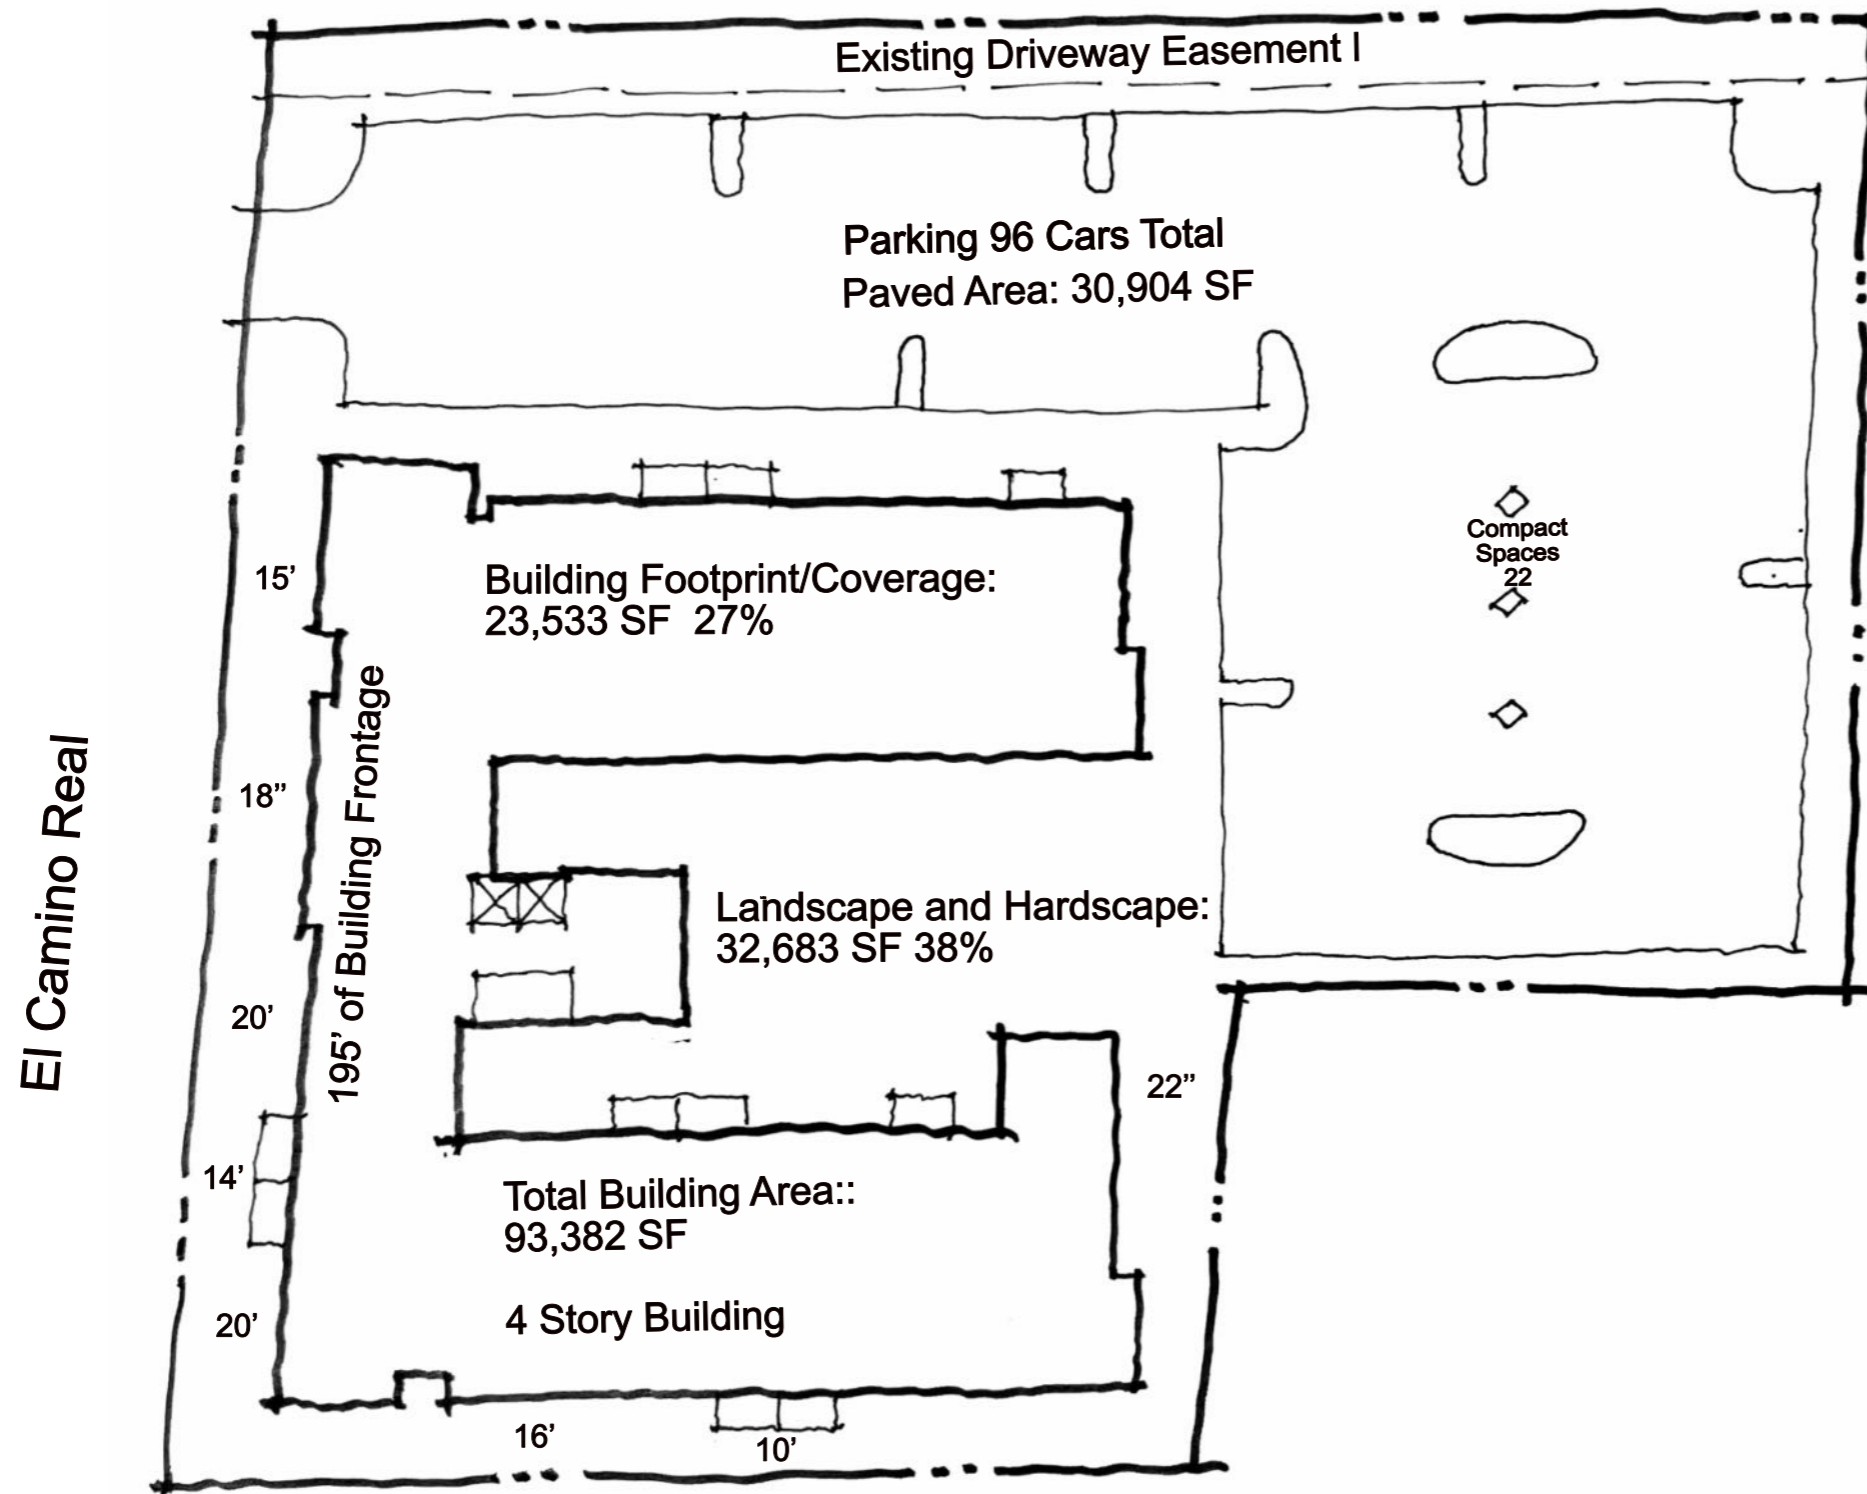 Existing Driveway Easement l
Parking 96 Cars Total
Paved Area: 30,904 SF
Compact
Spaces
22
15’
Building Footprint/Coverage:
23,533 SF 27%
El Camino Real
18”
195’ of Building Frontage
Landscape and Hardscape:
32,683 SF 38%
20’
22”
14’
Total Building Area::
93,382 SF
20’
4 Story Building
16’
10’